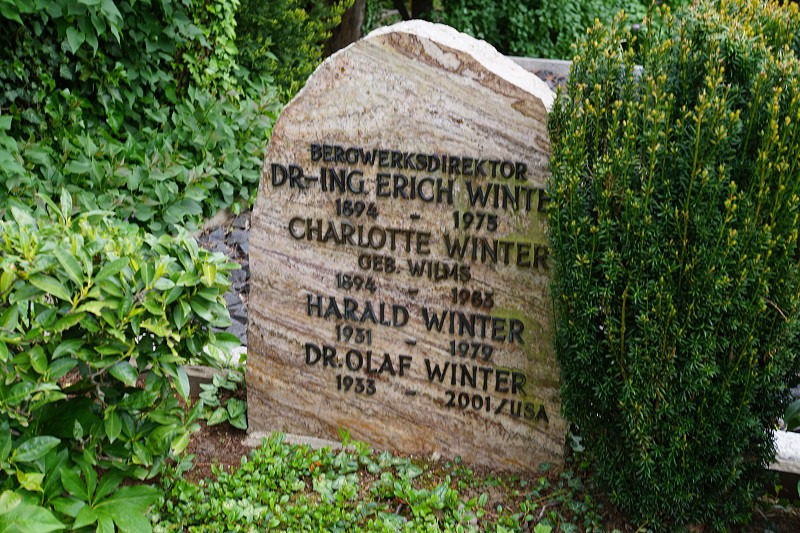 BERGWERKSDIREKTOR
DR.-ING. ERICH WINTE
1894 - 1975
CHARLOTTE WINTER
GEB. WILMS
1894 - 1983
HARALD WINTER
1931 - 1979
DR. OLAF WINTER
1933 - 2001/USA